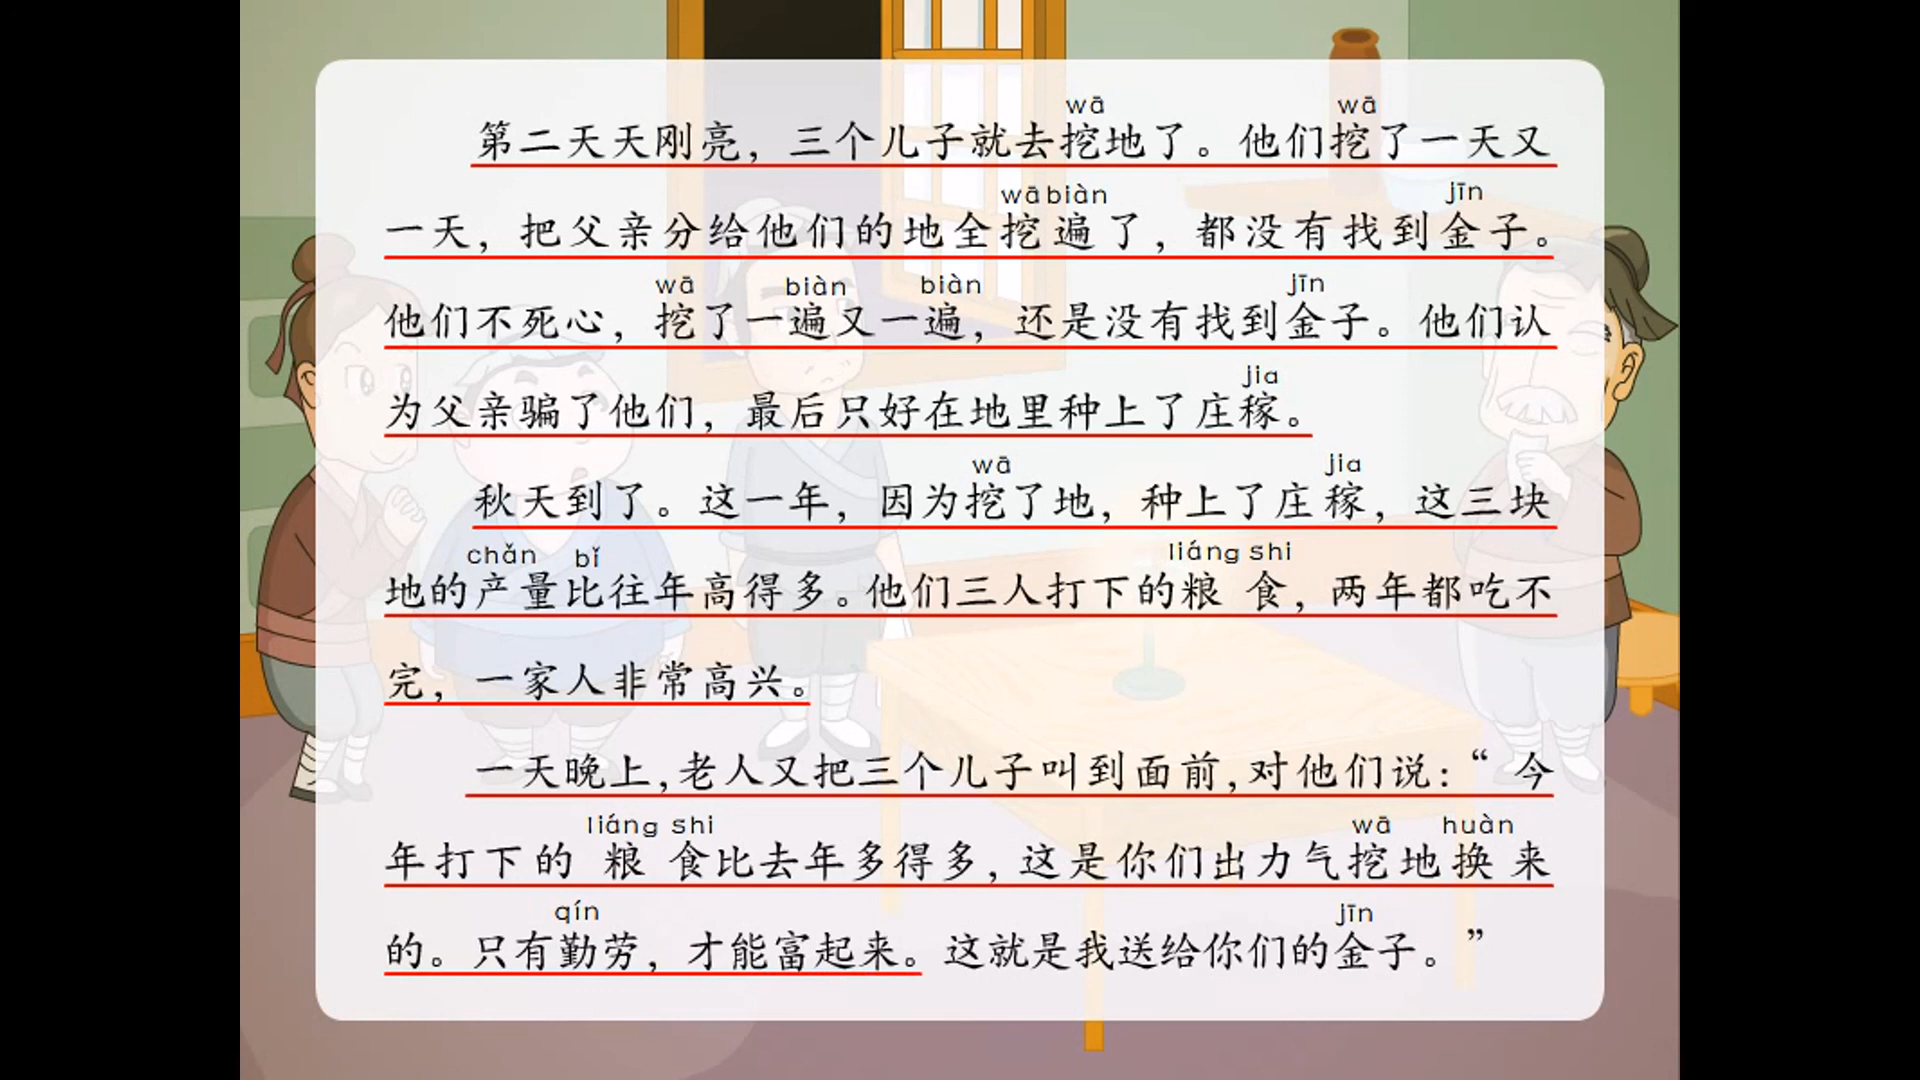 wā wā
第二天天刚亮，三个儿子就去挖地了。他们挖了一天又
wā biàn jīn
一天，把父亲分给他们的地全挖遍了，都没有找到金子。
wā biàn biàn jīn
他们不死心，挖了一遍又一遍，还是没有找到金子。他们认
jia
为父亲骗了他们，最后只好在地里种上了庄稼。
wā jia
秋天到了。这一年，因为挖了地，种上了庄稼，这三块
chǎn bǐ liáng shi
地的产量比往年高得多。他们三人打下的粮食，两年都吃不
完，一家人非常高兴。
一天晚上，老人又把三个儿子叫到面前，对他们说：“今
liáng shi wā huàn
年打下的粮食比去年多得多，这是你们出力气挖地换来
qín jīn
的。只有勤劳，才能富起来。这就是我送给你们的金子。”